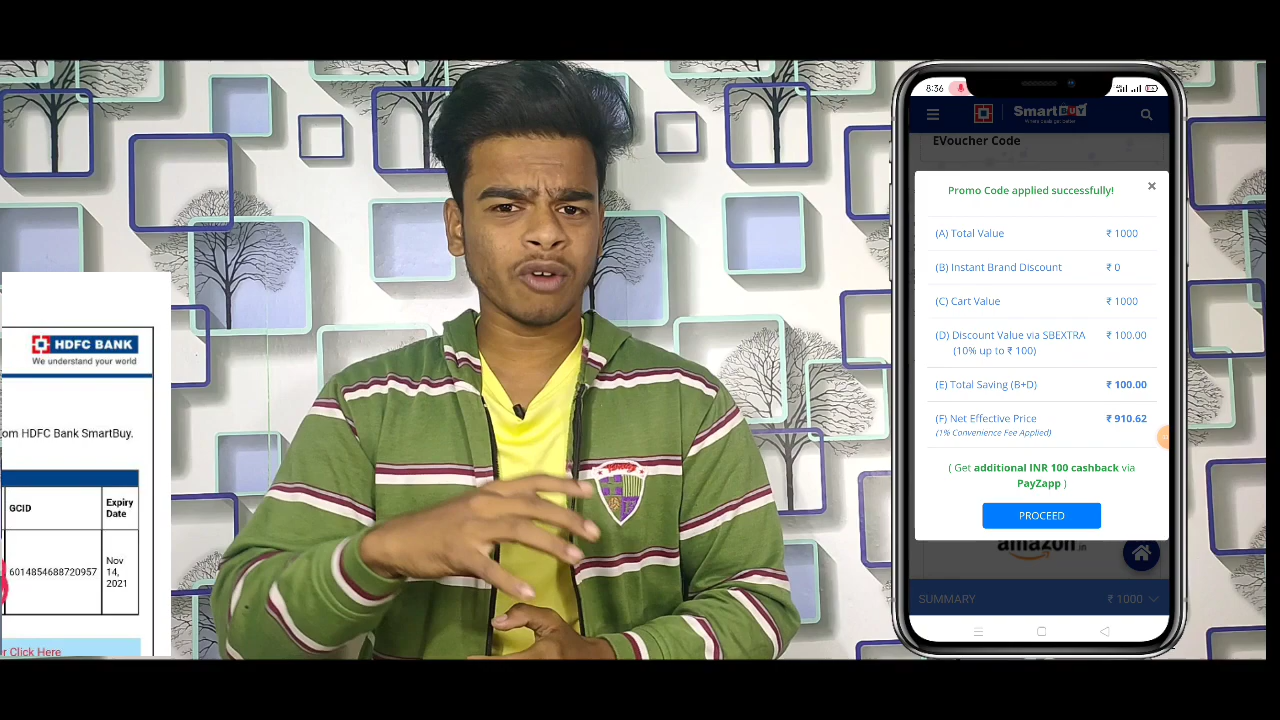 HDFC BANK
We understand your world
om HDFC Bank SmartBuy.
GCID
Expiry
Date
6014854688720957
Nov
14,
2021
r Click Here
8:36
SmartBuy
EVoucher Code
Promo Code applied successfully!
×
(A) Total Value ₹ 1000
(B) Instant Brand Discount ₹ 0
(C) Cart Value ₹ 1000
(D) Discount Value via SBEXTRA ₹ 100.00
(10% up to ₹ 100)
(E) Total Saving (B+D) ₹ 100.00
(F) Net Effective Price ₹ 910.62
(1% Convenience Fee Applied)
( Get additional INR 100 cashback via
PayZapp )
PROCEED
amazon.in
SUMMARY ₹ 1000